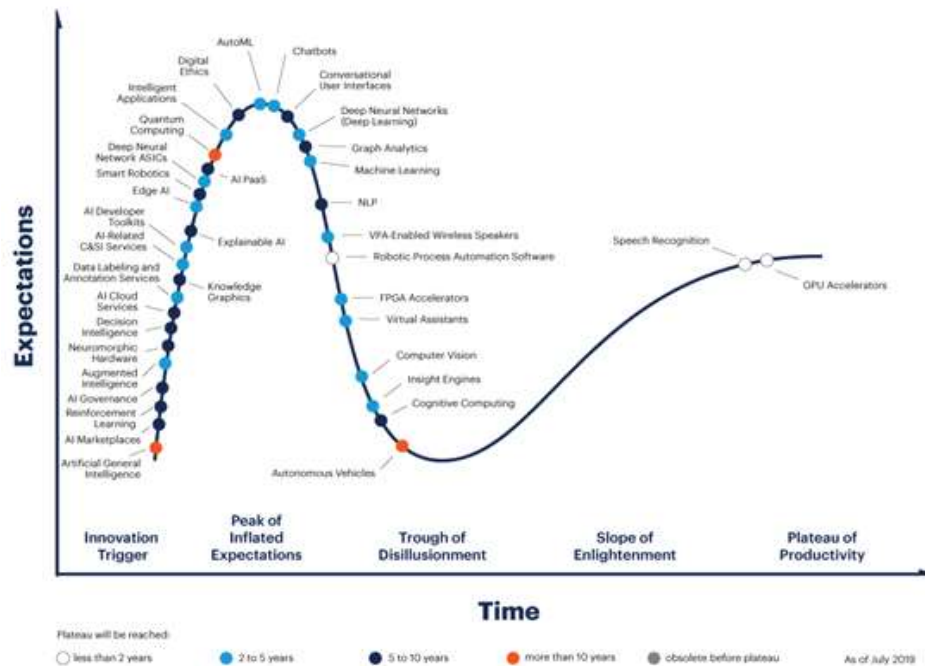 AutoML
Chatbots
Digital
Ethics
Conversational
User Interfaces
Intelligent
Applications
Deep Neural Networks
(Deep Learning)
Quantum
Computing
Graph Analytics
Deep Neural
Network ASICs
AI PaaS
Machine Learning
Smart Robotics
Edge AI
NLP
AI Developer
Toolkits
Explainable AI
VPA-Enabled Wireless Speakers
AI-Related
C&SI Services
Robotic Process Automation Software
Speech Recognition
GPU Accelerators
Data Labeling and
Annotation Services
Knowledge
Graphics
FPGA Accelerators
AI Cloud
Services
Virtual Assistants
Decision
Intelligence
Neuromorphic
Hardware
Computer Vision
Augmented
Intelligence
Insight Engines
AI Governance
Cognitive Computing
Reinforcement
Learning
AI Marketplaces
Artificial General
Intelligence
Autonomous Vehicles
Expectations
Innovation
Trigger
Peak of
Inflated
Expectations
Trough of
Disillusionment
Slope of
Enlightenment
Plateau of
Productivity
Time
Plateau will be reached:
less than 2 years
2 to 5 years
5 to 10 years
more than 10 years
obsolete before plateau
As of July 2019